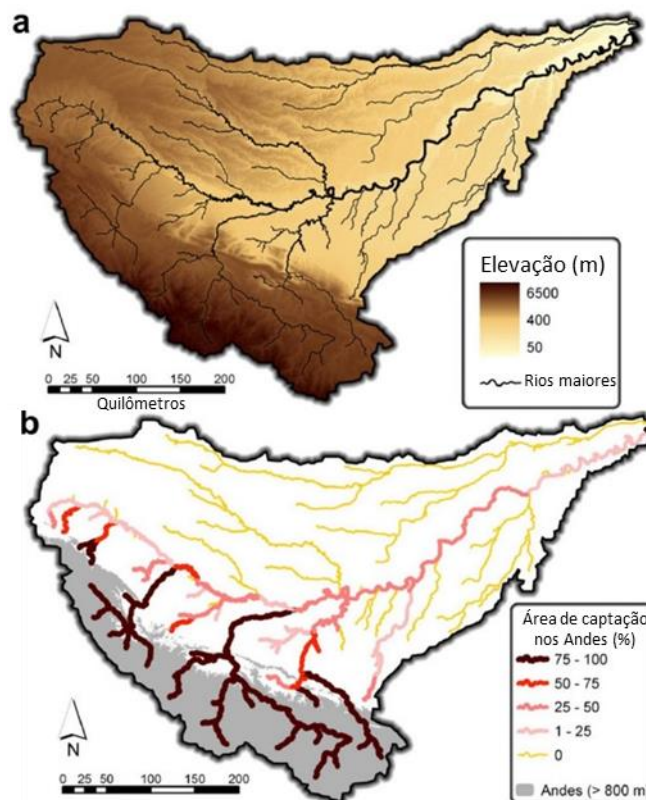 a
Elevação (m)
6500
400
50
Rios maiores
N
0 25 50 100 150 200
Quilômetros
b
Área de captação
nos Andes (%)
75 - 100
50 - 75
25 - 50
1 - 25
0
Andes (> 800 m
N
0 25 50 100 150 200